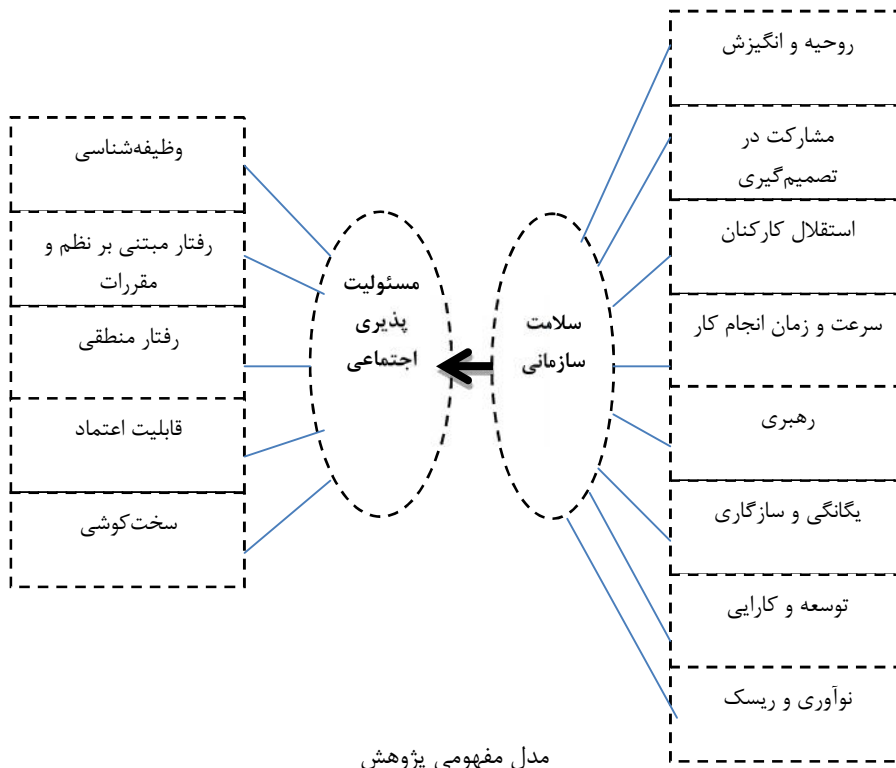 روحیه و انگیزش
مشارکت در
تصمیم‌گیری
استقلال کارکنان
سرعت و زمان انجام کار
رهبری
یگانگی و سازگاری
توسعه و کارایی
نوآوری و ریسک
سلامت
سازمانی
مسئولیت
پذیری
اجتماعی
وظیفه‌شناسی
رفتار مبتنی بر نظم و
مقررات
رفتار منطقی
قابلیت اعتماد
سخت‌کوشی
مدل مفهومی پژوهش